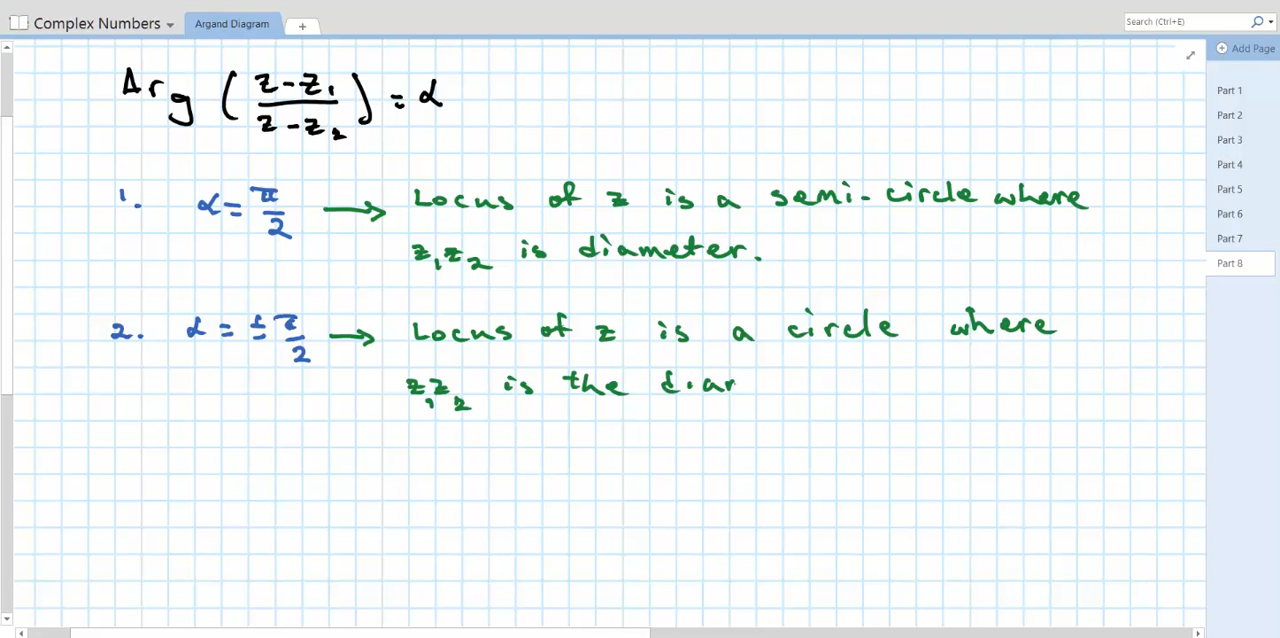 Complex Numbers
Argand Diagram
+
Search (Ctrl+E)
Add Page
Part 1
Part 2
Part 3
Part 4
Part 5
Part 6
Part 7
Part 8
Arg ( z-z₁ / z-z₂ ) = α
1. α = π/2 → Locus of z is a semi-circle where
z₁z₂ is diameter.
2. α = ± π/2 → Locus of z is a circle where
z₁z₂ is the diar